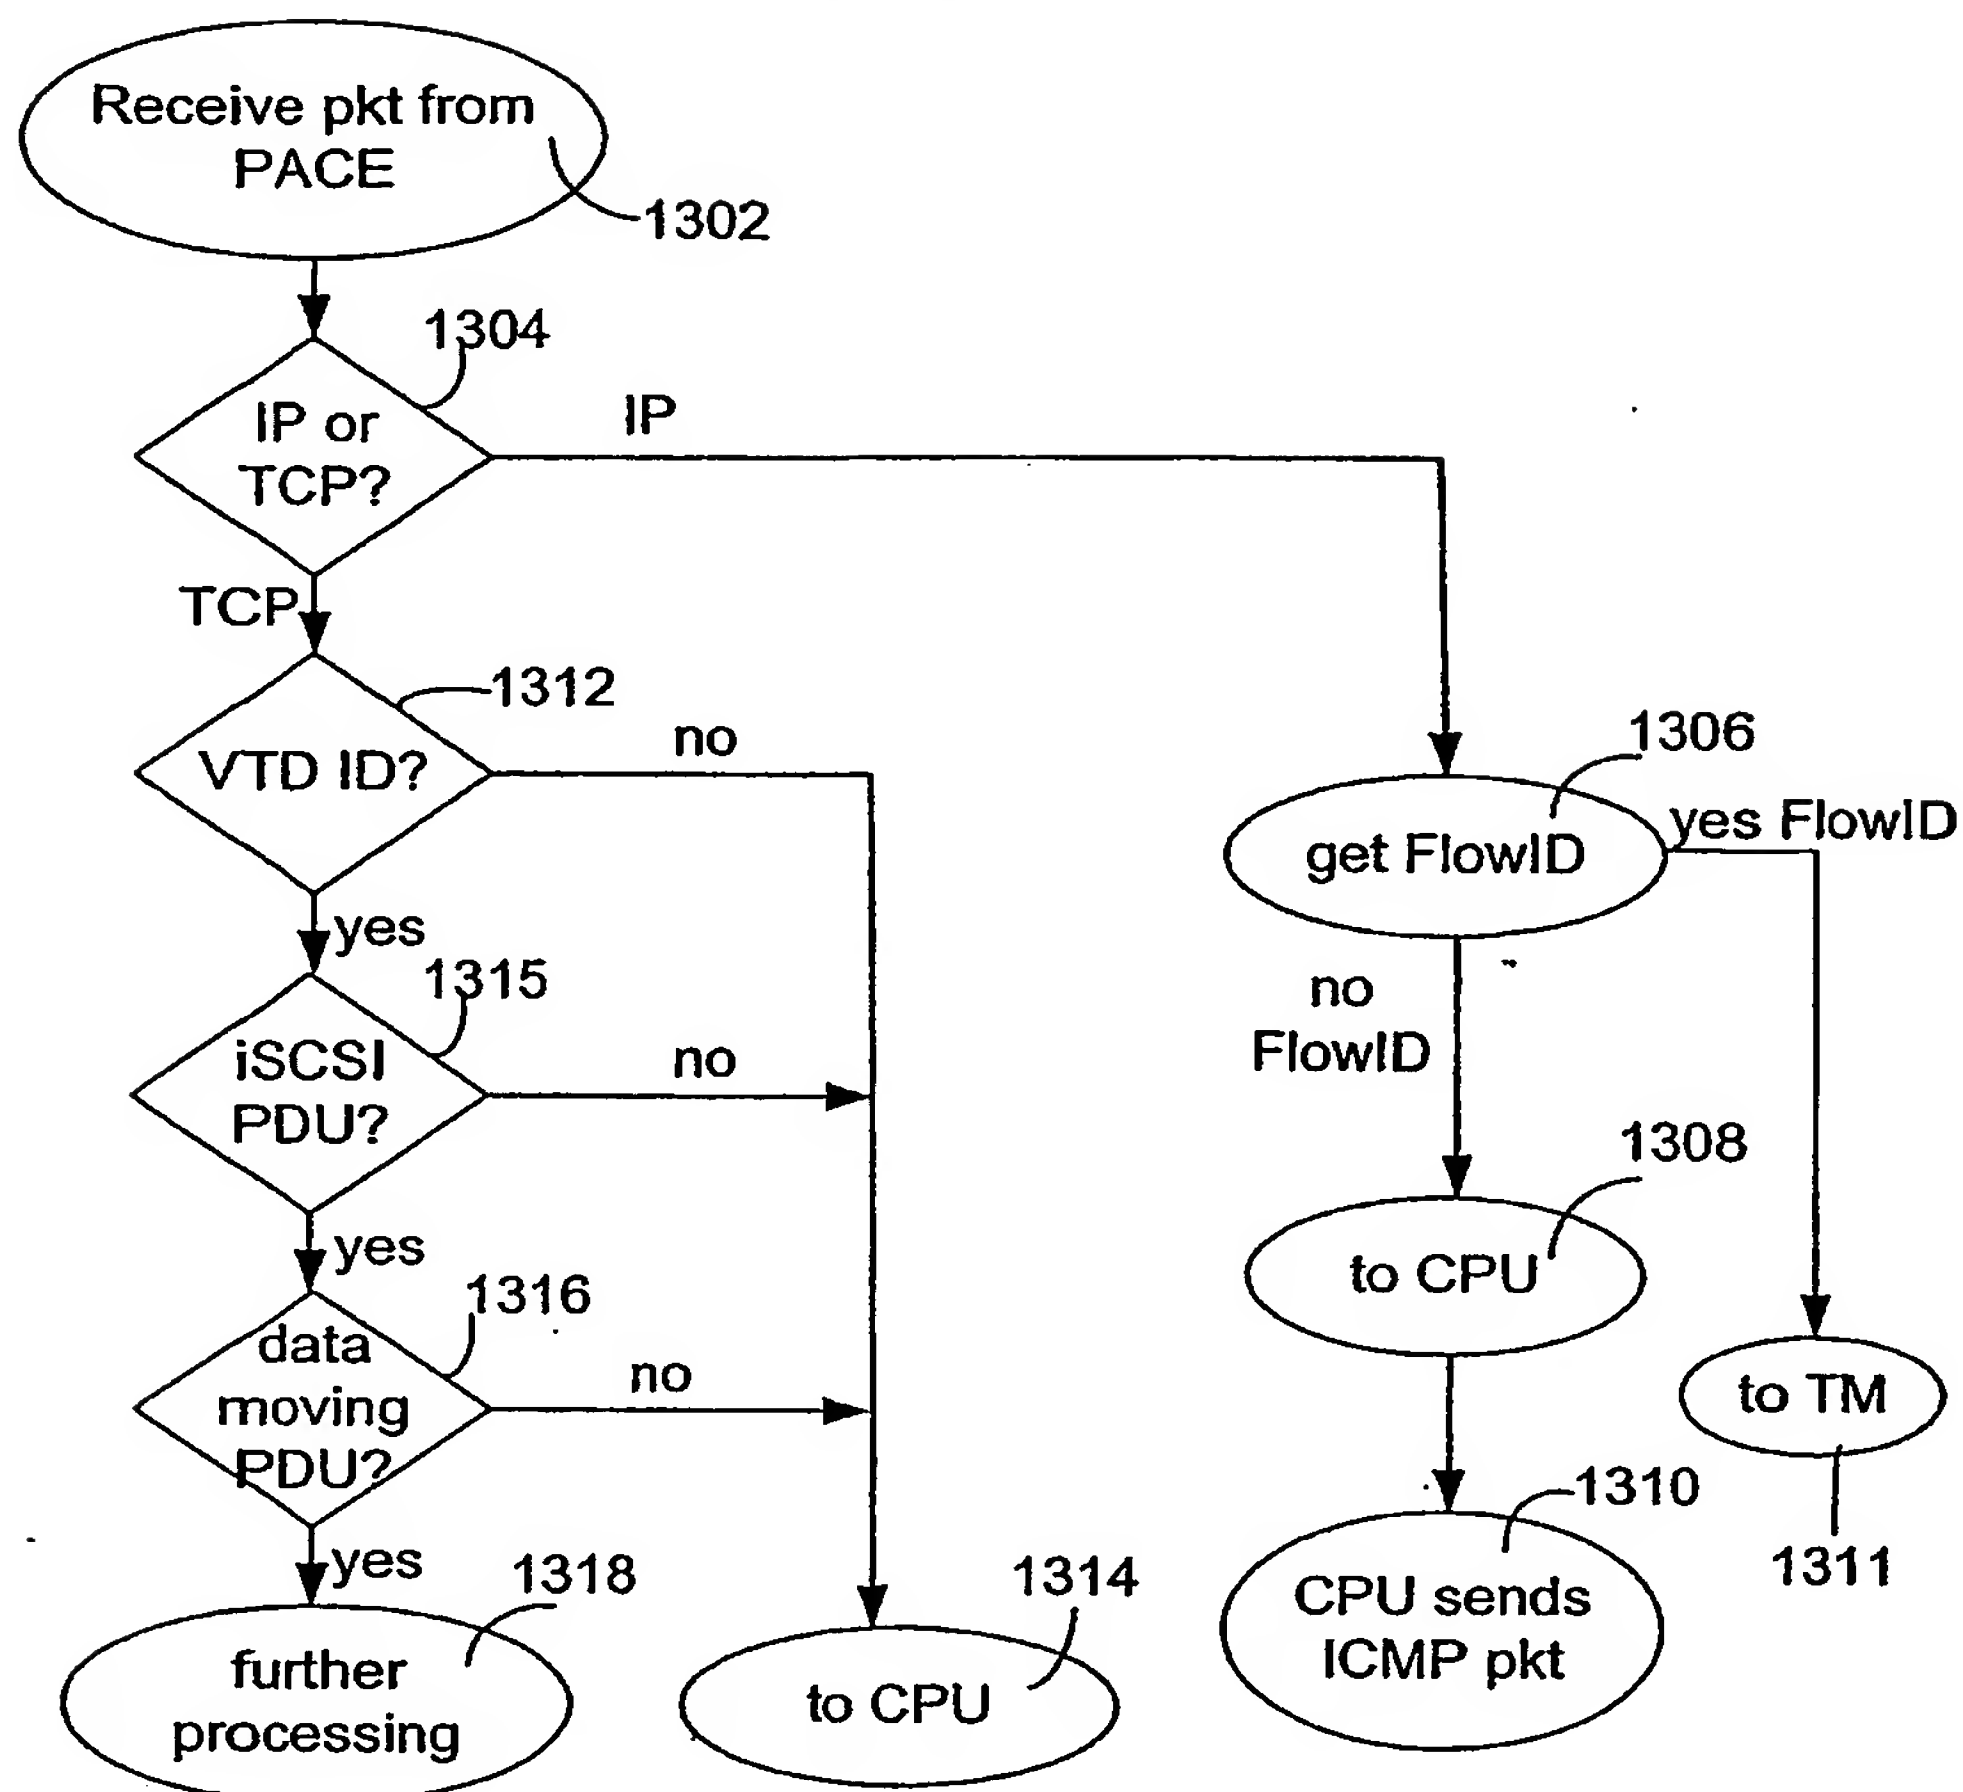 Receive pkt from
PACE
1302
1304
IP or
TCP?
IP
TCP
1312
VTD ID?
no
yes
1306
get FlowID
yes FlowID
no
FlowID
1315
iSCSI
PDU?
no
yes
1308
to CPU
to TM
1311
1316
data
moving
PDU?
no
yes
1310
CPU sends
ICMP pkt
1318
further
processing
1314
to CPU